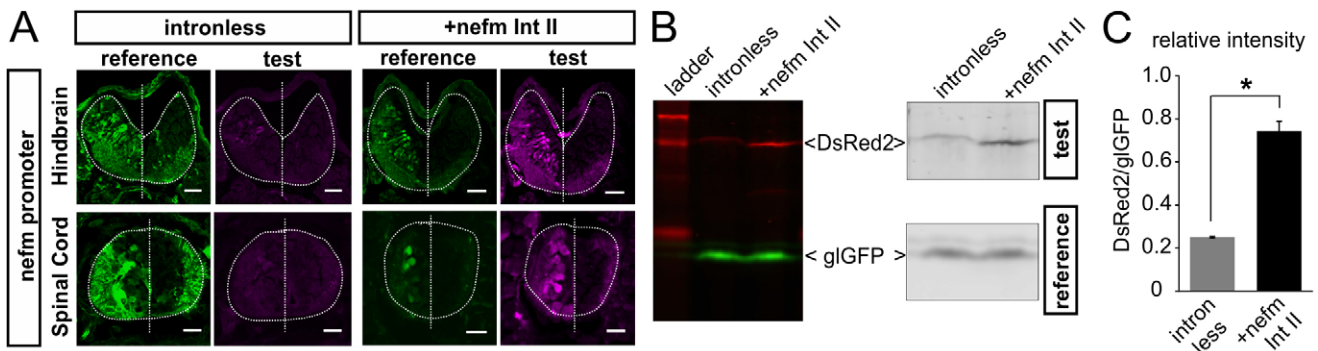 A
intronless
+nefm Int II
reference
test
reference
test
nefm promoter
Hindbrain
Spinal Cord
B
ladder
intronless
+nefm Int II
<DsRed2>
< glGFP >
intronless
+nefm Int II
test
reference
C
relative intensity
DsRed2/glGFP
1.0
0.8
0.6
0.4
0.2
0
*
intron
less
+nefm
Int II